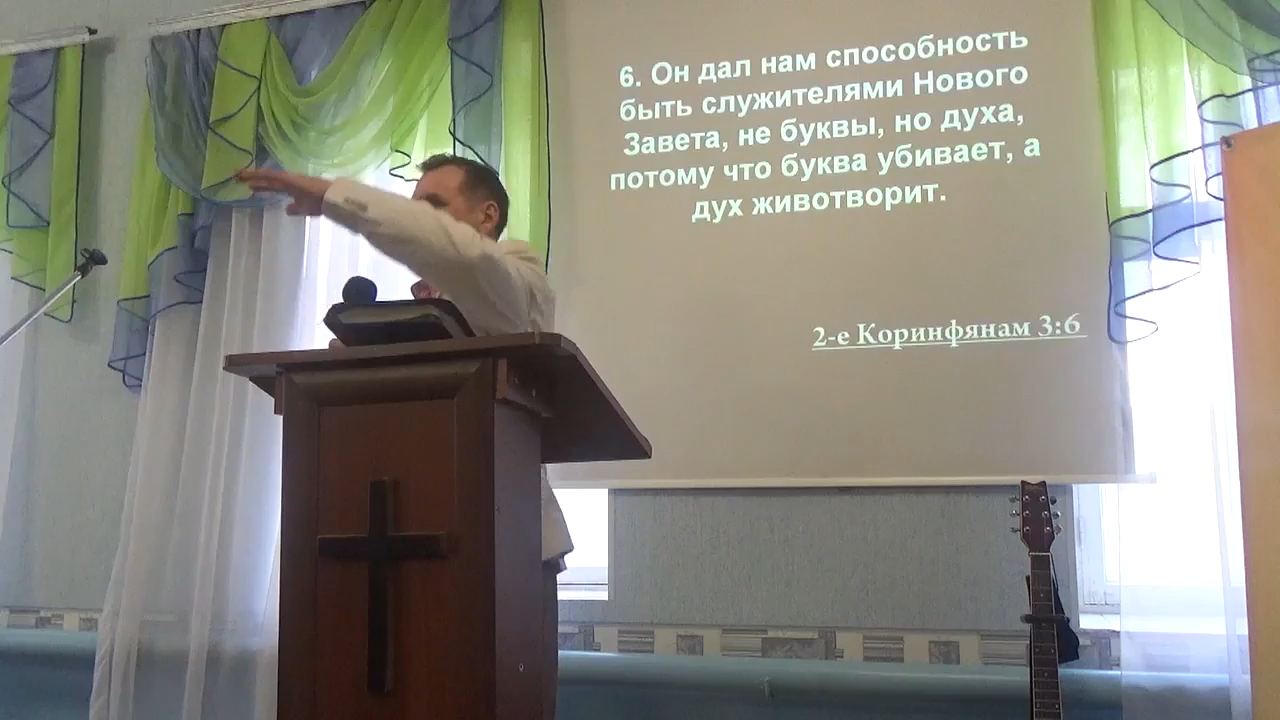 6. Он дал нам способность
быть служителями Нового
Завета, не буквы, но духа,
потому что буква убивает, а
дух животворит.
2-е Коринфянам 3:6